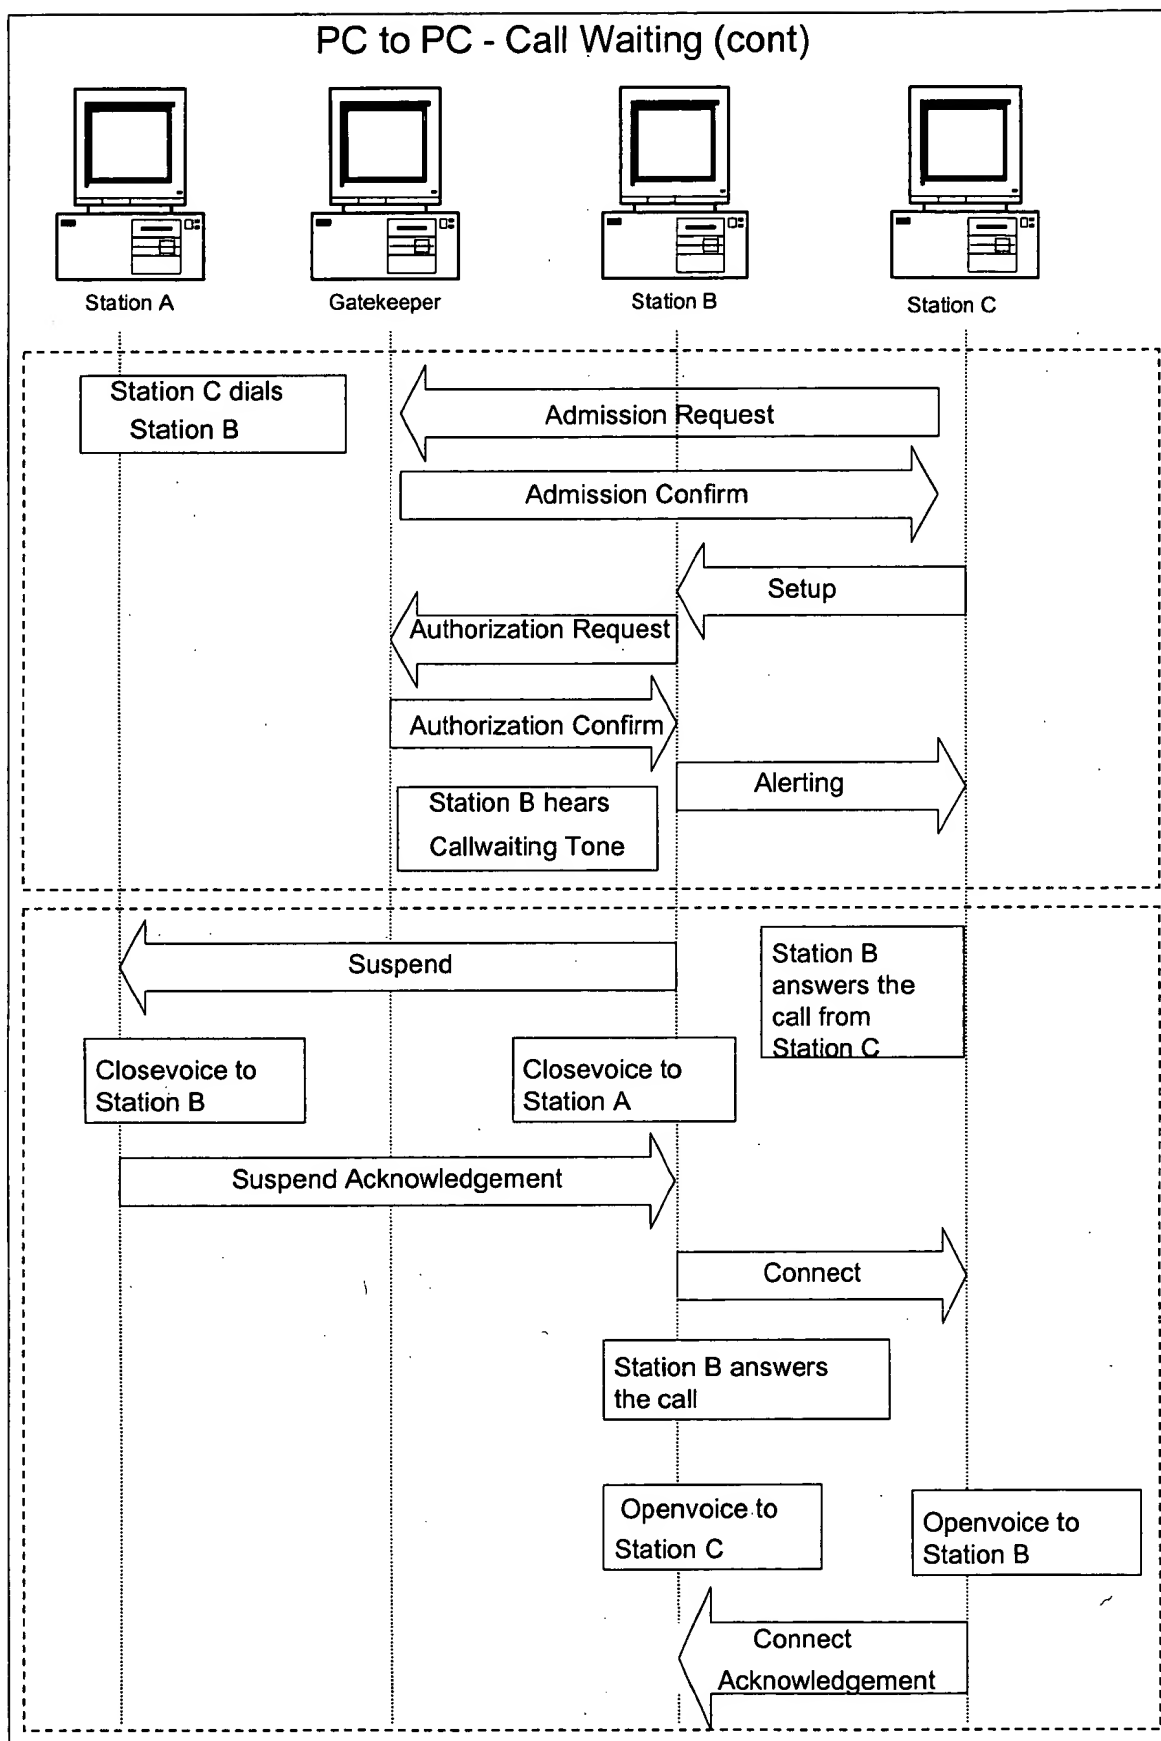 PC to PC - Call Waiting (cont)
Station A
Gatekeeper
Station B
Station C
Station C dials
Station B
Admission Request
Admission Confirm
Setup
Authorization Request
Authorization Confirm
Alerting
Station B hears
Callwaiting Tone
Suspend
Station B
answers the
call from
Station C
Closevoice to
Station B
Closevoice to
Station A
Suspend Acknowledgement
Connect
Station B answers
the call
Openvoice to
Station C
Openvoice to
Station B
Connect
Acknowledgement